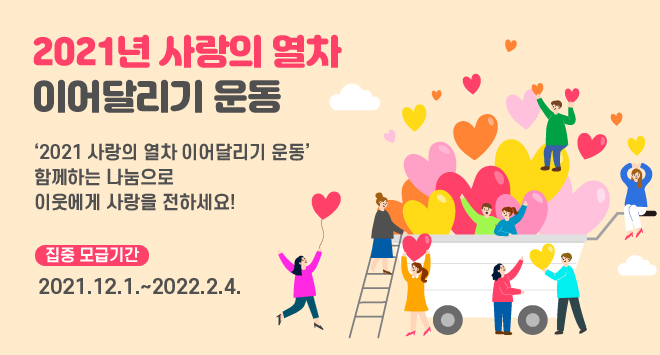 2021년 사랑의 열차
이어달리기 운동
‘2021 사랑의 열차 이어달리기 운동’
함께하는 나눔으로
이웃에게 사랑을 전하세요!
집중 모급기간
2021.12.1.~2022.2.4.